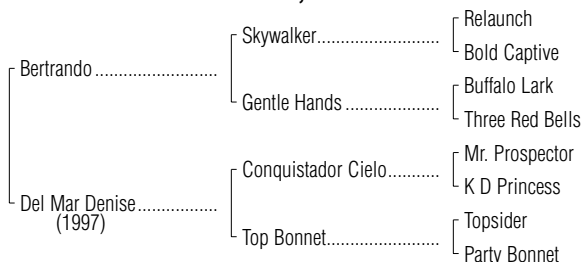 Relaunch
Skywalker........................
Bold Captive
Bertrando ........................
Buffalo Lark
Gentle Hands ..................
Three Red Bells
Mr. Prospector
Conquistador Cielo..........
K D Princess
Del Mar Denise................
(1997)
Topsider
Top Bonnet......................
Party Bonnet